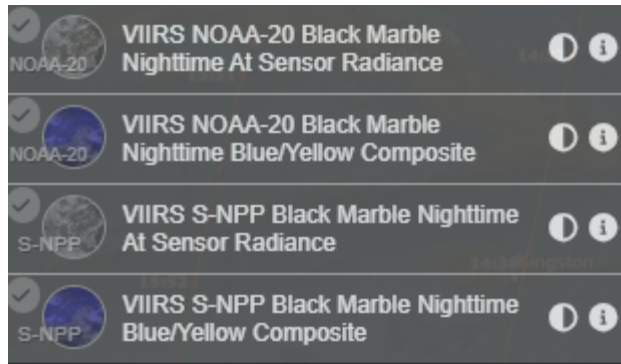 VIIRS NOAA-20 Black Marble
Nighttime At Sensor Radiance
NOAA-20
VIIRS NOAA-20 Black Marble
Nighttime Blue/Yellow Composite
NOAA-20
VIIRS S-NPP Black Marble Nighttime
At Sensor Radiance
S-NPP
VIIRS S-NPP Black Marble Nighttime
Blue/Yellow Composite
S-NPP